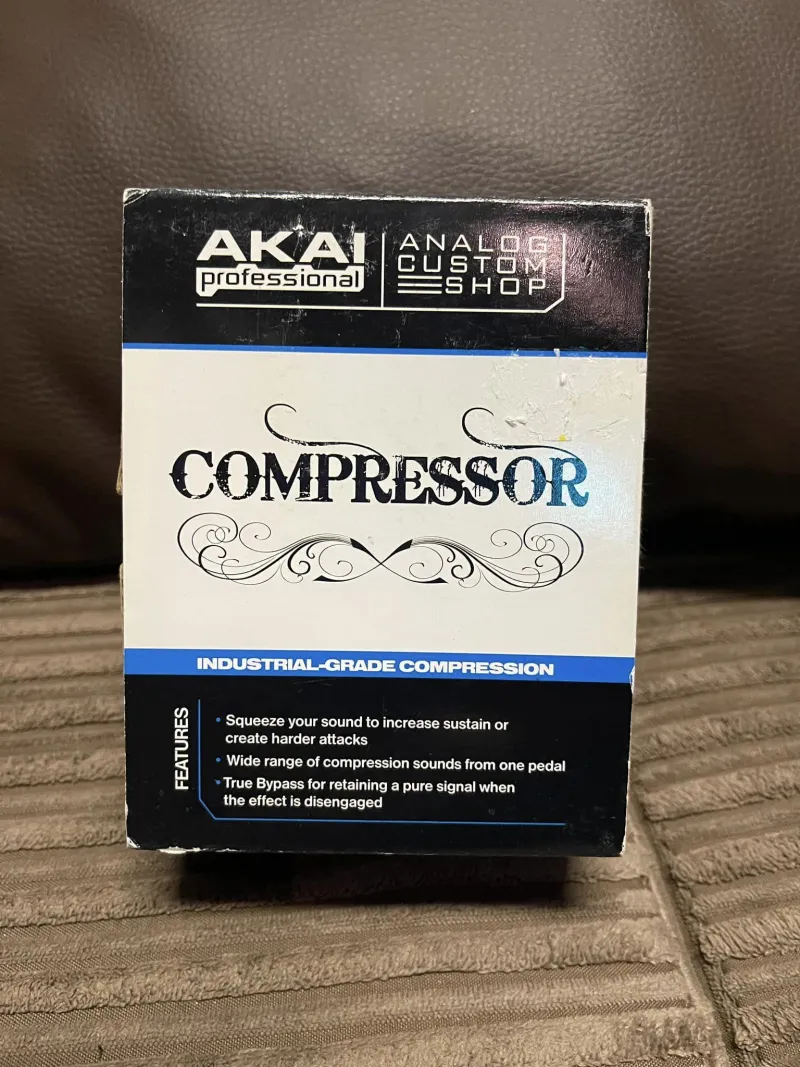 AKAI
professional
ANALOG
CUSTOM
SHOP
COMPRESSOR
INDUSTRIAL-GRADE COMPRESSION
FEATURES
• Squeeze your sound to increase sustain or
create harder attacks
• Wide range of compression sounds from one pedal
• True Bypass for retaining a pure signal when
the effect is disengaged